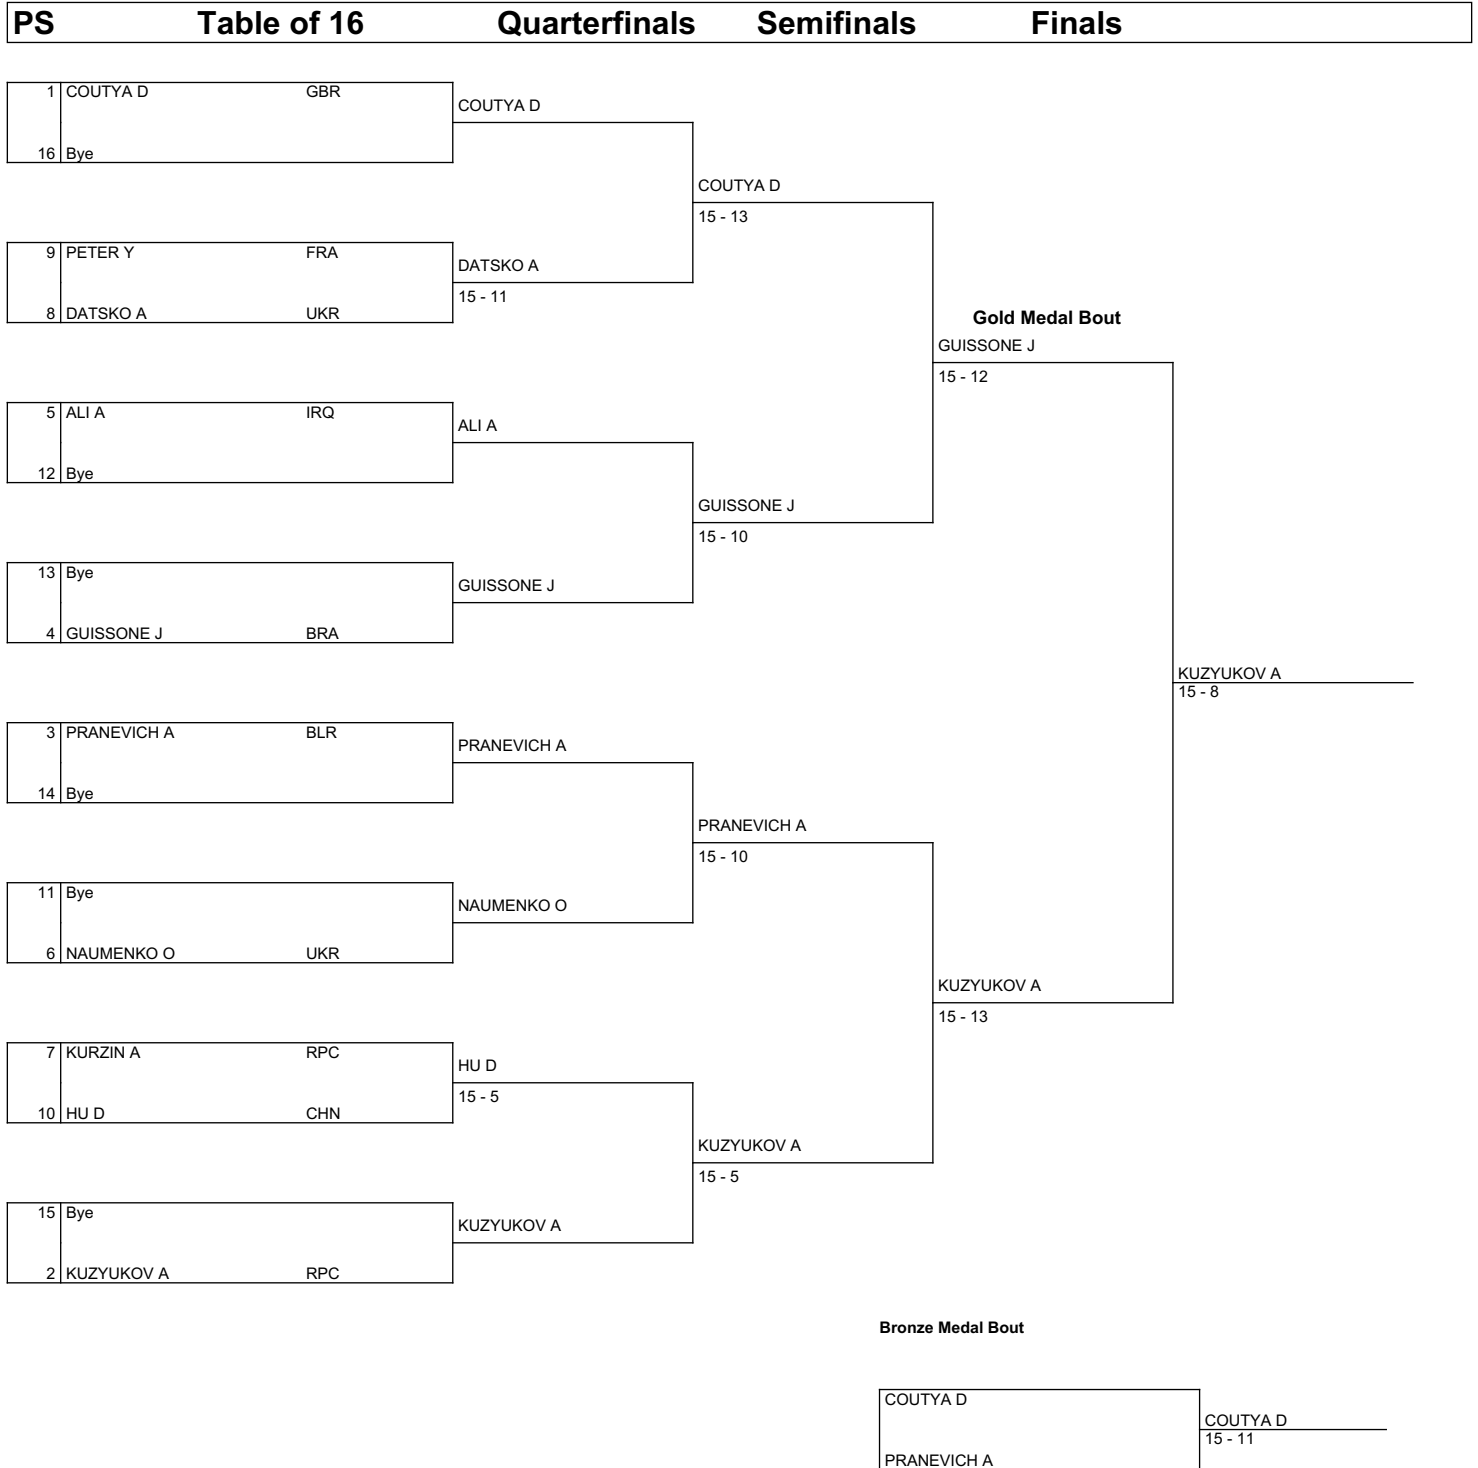 PS Table of 16 Quarterfinals Semifinals Finals
1 COUTYA D GBR
COUTYA D
16 Bye
COUTYA D
15 - 13
9 PETER Y FRA
DATSKO A
15 - 11
8 DATSKO A UKR
Gold Medal Bout
GUISSONE J
15 - 12
5 ALI A IRQ
ALI A
12 Bye
GUISSONE J
15 - 10
13 Bye
GUISSONE J
4 GUISSONE J BRA
KUZYUKOV A
15 - 8
3 PRANEVICH A BLR
PRANEVICH A
14 Bye
PRANEVICH A
15 - 10
11 Bye
NAUMENKO O
6 NAUMENKO O UKR
KUZYUKOV A
15 - 13
7 KURZIN A RPC
HU D
15 - 5
10 HU D CHN
KUZYUKOV A
15 - 5
15 Bye
KUZYUKOV A
2 KUZYUKOV A RPC
Bronze Medal Bout
COUTYA D
COUTYA D
15 - 11
PRANEVICH A